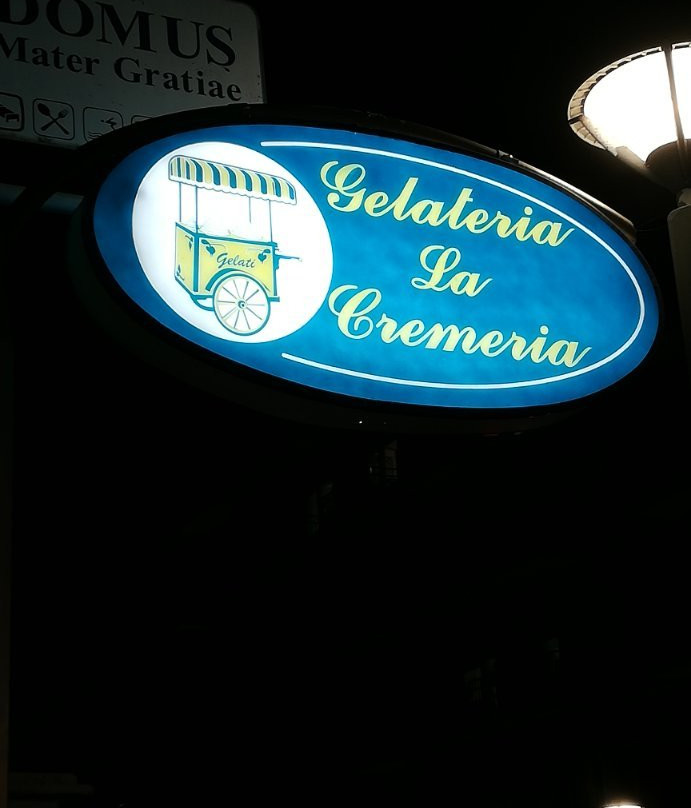 DOMUS
Mater Gratiae
Gelateria
La
Cremeria
Gelati